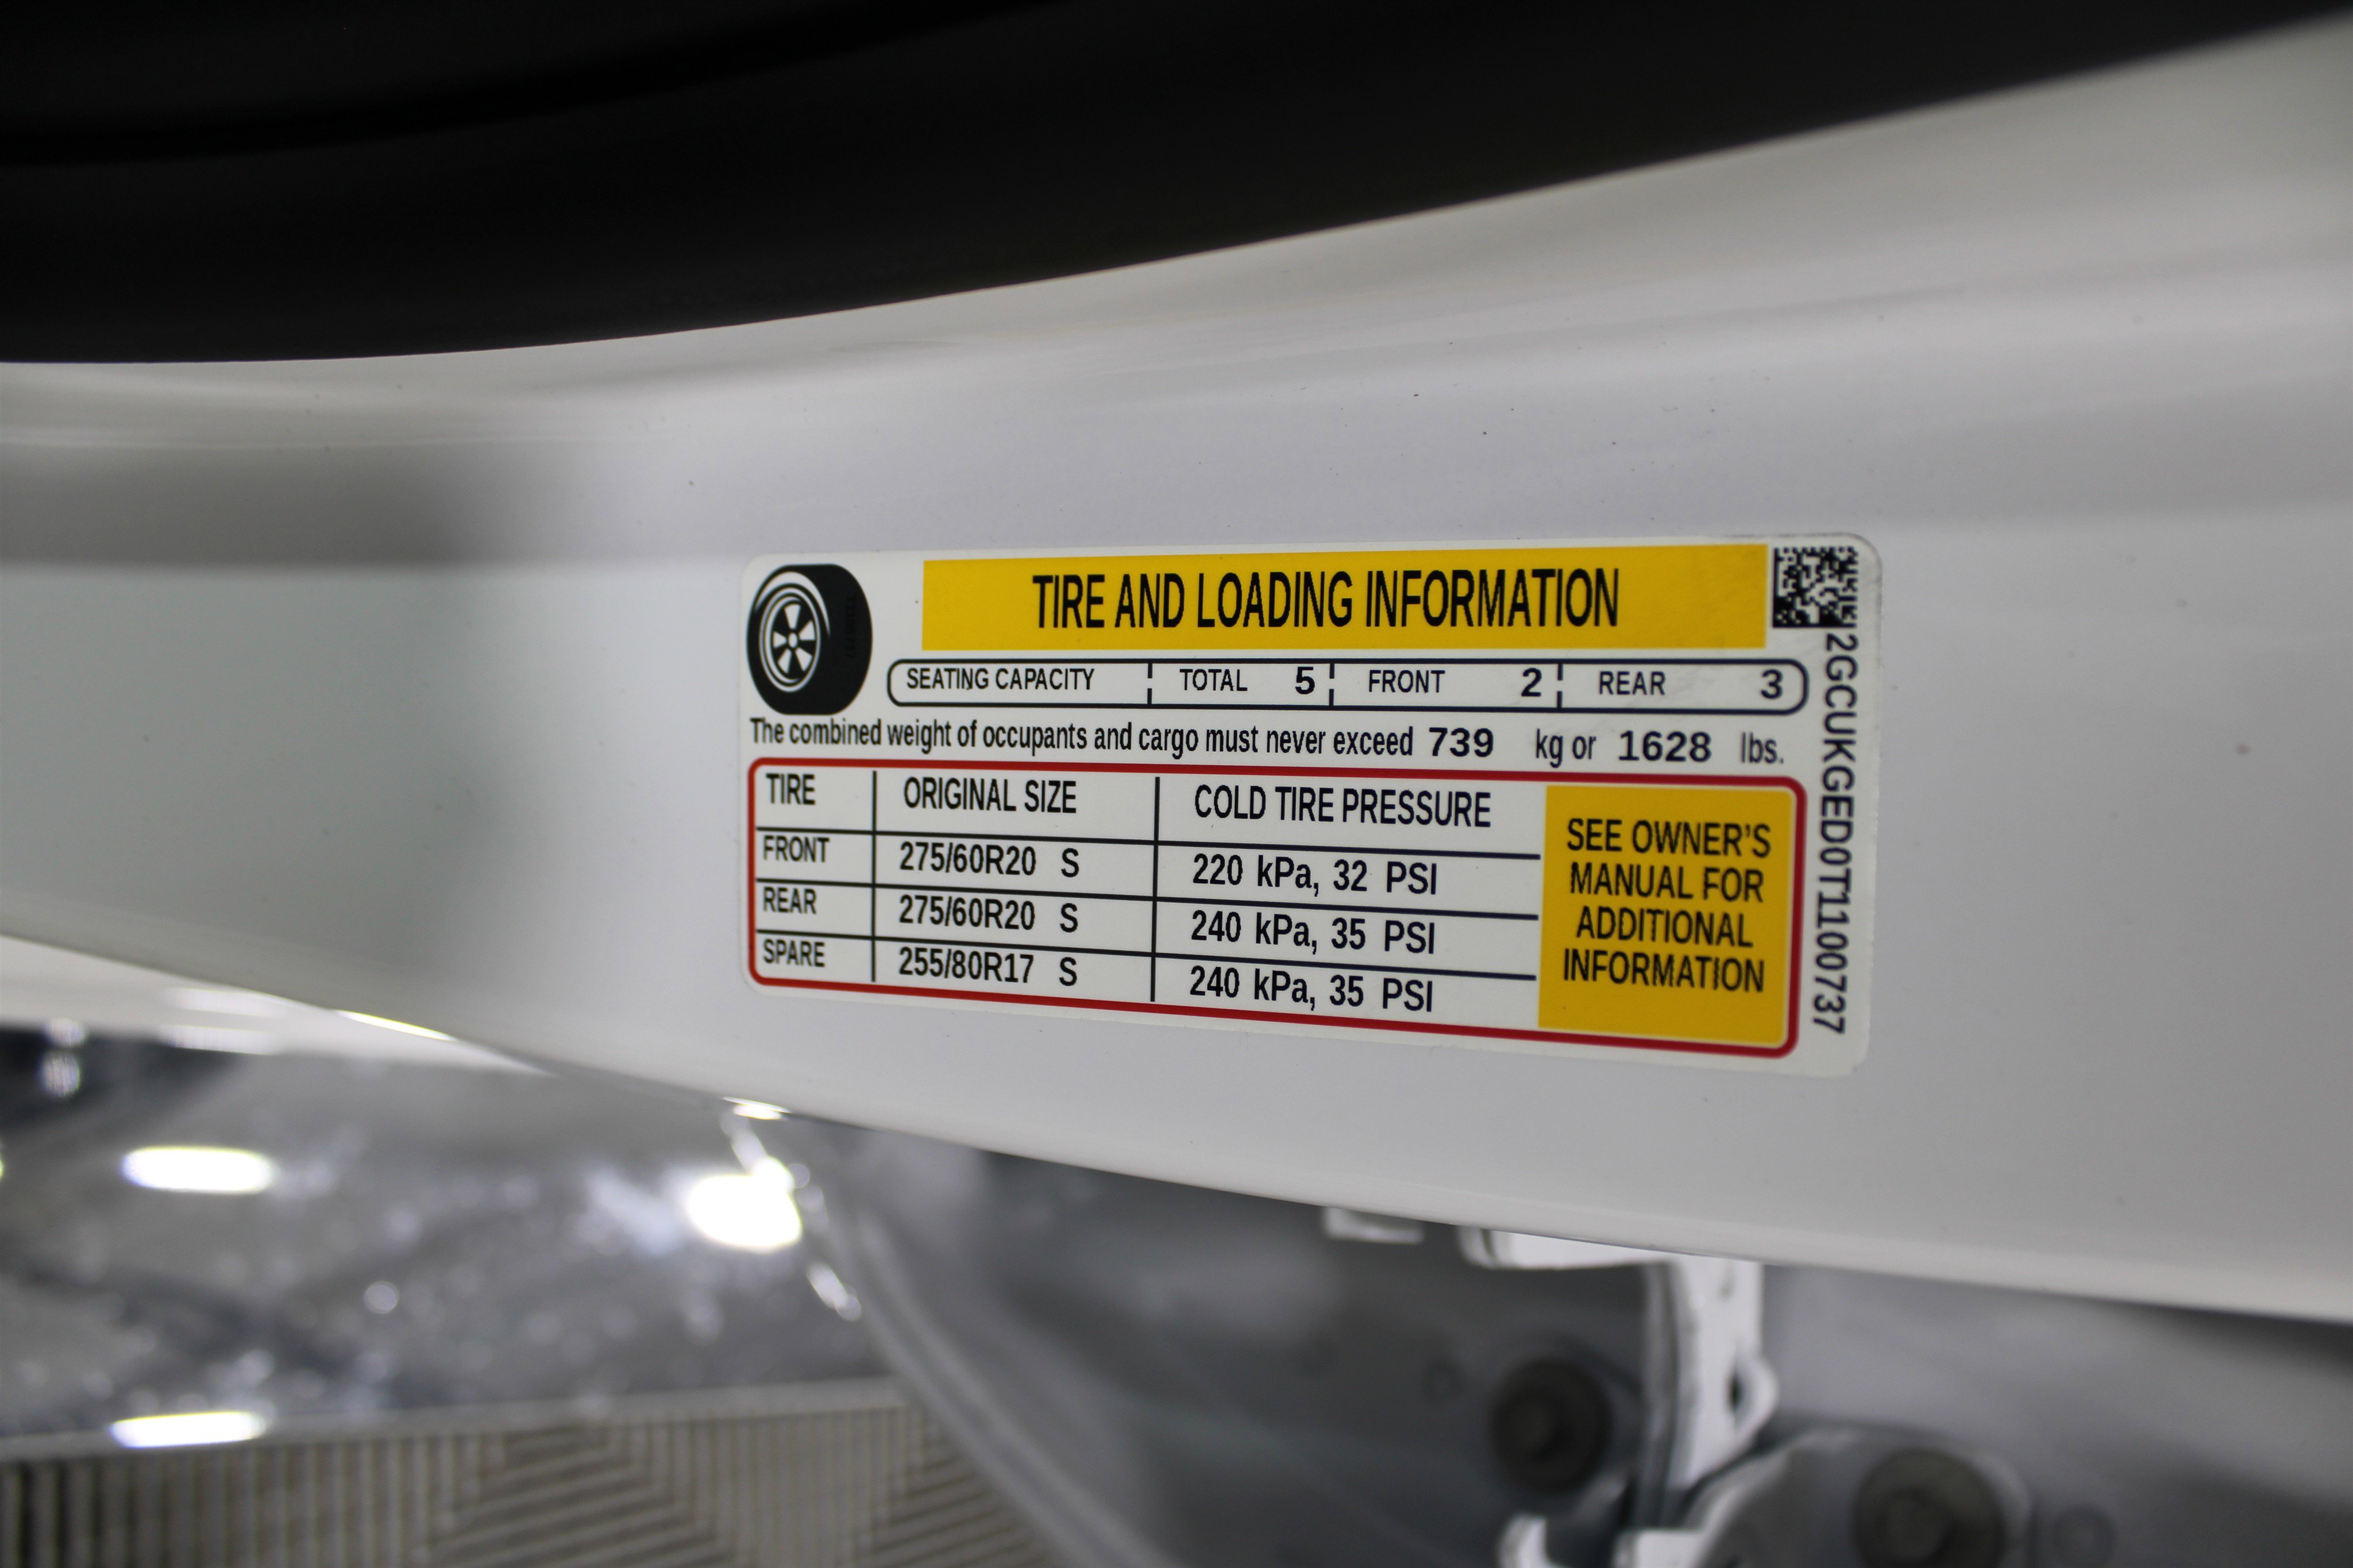 TIRE AND LOADING INFORMATION
SEATING CAPACITY TOTAL 5 FRONT 2 REAR 3
The combined weight of occupants and cargo must never exceed 739 kg or 1628 lbs.
TIRE ORIGINAL SIZE COLD TIRE PRESSURE
FRONT 275/60R20 S 220 kPa, 32 PSI
REAR 275/60R20 S 240 kPa, 35 PSI
SPARE 255/80R17 S 240 kPa, 35 PSI
SEE OWNER'S
MANUAL FOR
ADDITIONAL
INFORMATION
2GCUKGED0T1100737